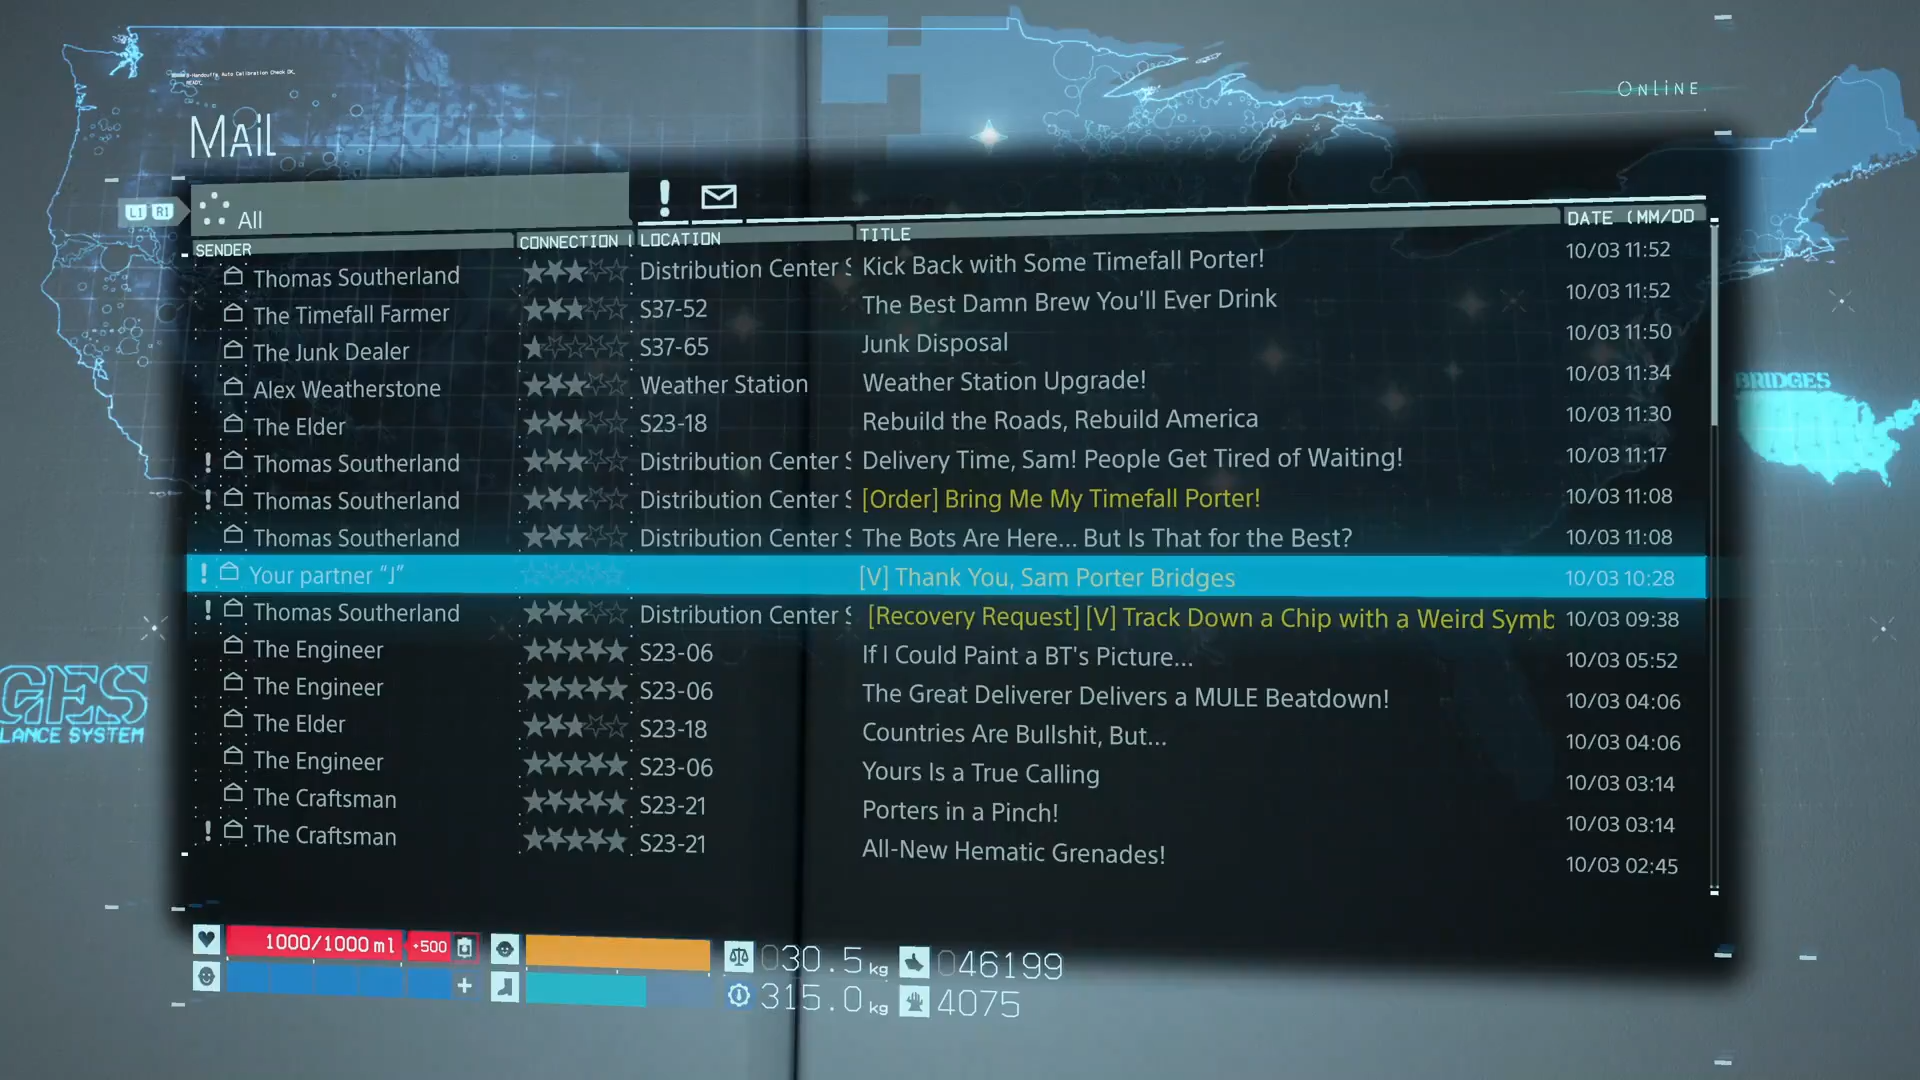 s-Handcuffs Auto Calibration Check OK.
READY.
ONLINE
MAIL
L1 R1
All
SENDER CONNECTION LOCATION TITLE DATE (MM/DD
Thomas Southerland Distribution Center S Kick Back with Some Timefall Porter! 10/03 11:52
The Timefall Farmer S37-52 The Best Damn Brew You'll Ever Drink 10/03 11:52
The Junk Dealer S37-65 Junk Disposal 10/03 11:50
Alex Weatherstone Weather Station Weather Station Upgrade! 10/03 11:34
The Elder S23-18 Rebuild the Roads, Rebuild America 10/03 11:30
! Thomas Southerland Distribution Center S Delivery Time, Sam! People Get Tired of Waiting! 10/03 11:17
! Thomas Southerland Distribution Center S [Order] Bring Me My Timefall Porter! 10/03 11:08
Thomas Southerland Distribution Center S The Bots Are Here... But Is That for the Best? 10/03 11:08
! Your partner “J” [V] Thank You, Sam Porter Bridges 10/03 10:28
! Thomas Southerland Distribution Center S [Recovery Request] [V] Track Down a Chip with a Weird Symb 10/03 09:38
The Engineer S23-06 If I Could Paint a BT's Picture... 10/03 05:52
The Engineer S23-06 The Great Deliverer Delivers a MULE Beatdown! 10/03 04:06
The Elder S23-18 Countries Are Bullshit, But... 10/03 04:06
The Engineer S23-06 Yours Is a True Calling 10/03 03:14
The Craftsman S23-21 Porters in a Pinch! 10/03 03:14
! The Craftsman S23-21 All-New Hematic Grenades! 10/03 02:45
BRIDGES
GES
LANCE SYSTEM
1000/1000 ml +500 030.5 kg 046199
+ 315.0 kg 4075